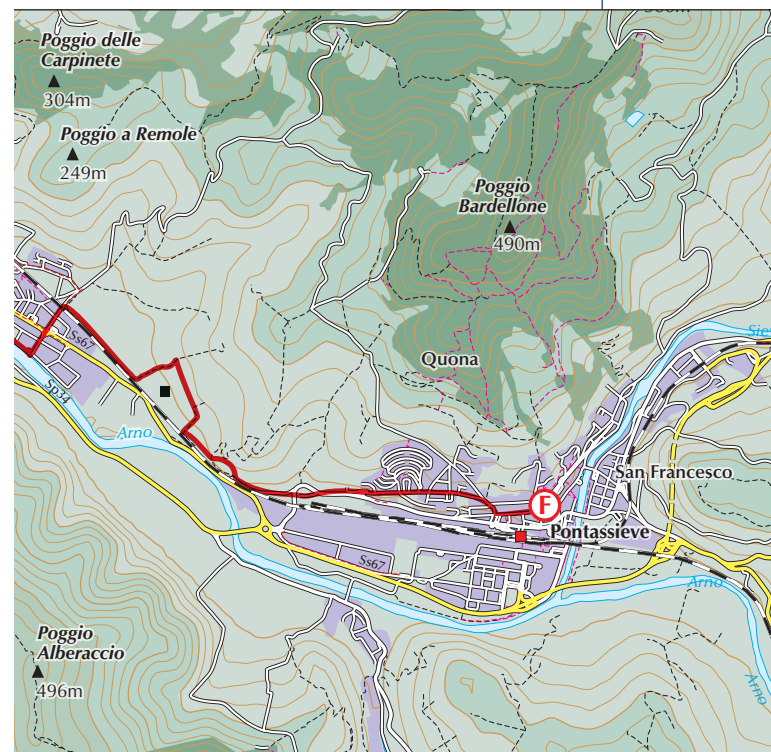 Poggio delle
Carpinete
304m
Poggio a Remole
249m
Poggio
Bardellone
490m
Quona
Ss67
Sp34
Arno
San Francesco
F
Pontassieve
Ss67
Arno
Arno
Poggio
Alberaccio
496m